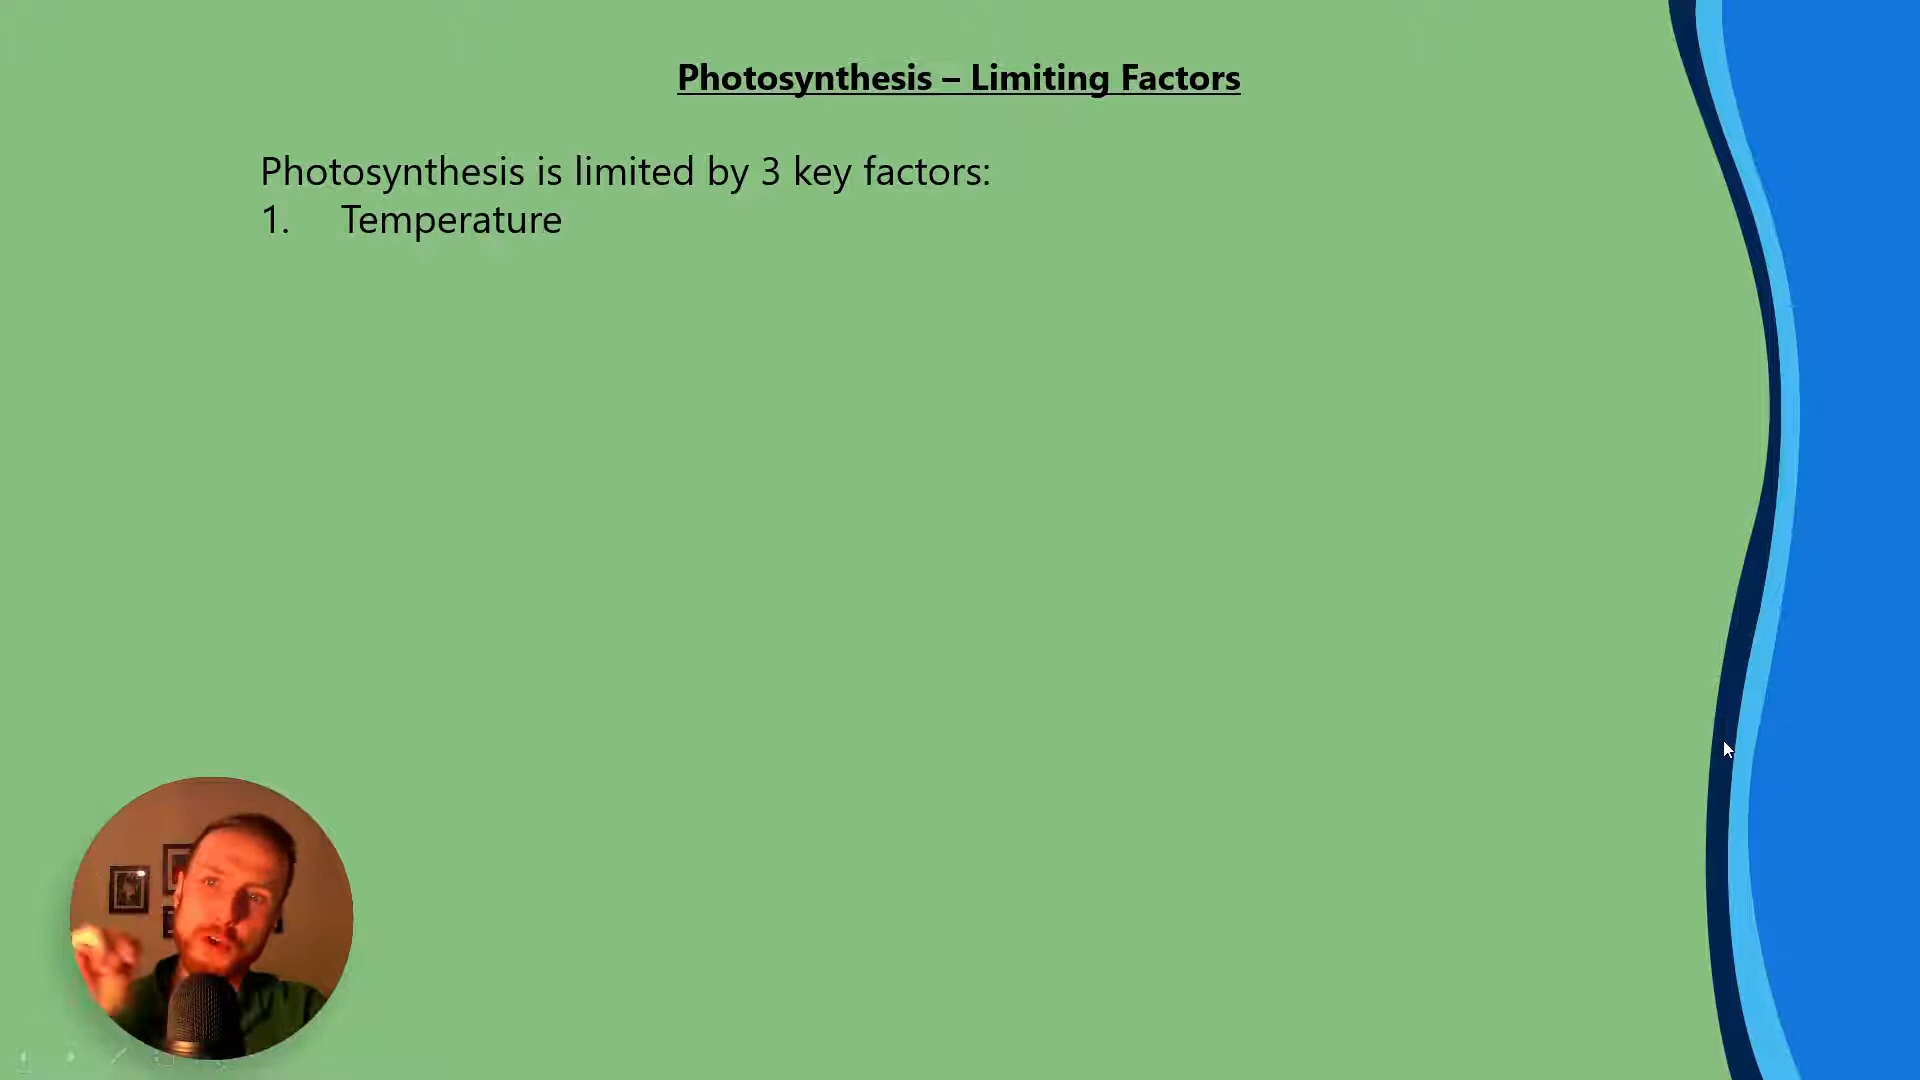 Photosynthesis – Limiting Factors
Photosynthesis is limited by 3 key factors:
1. Temperature